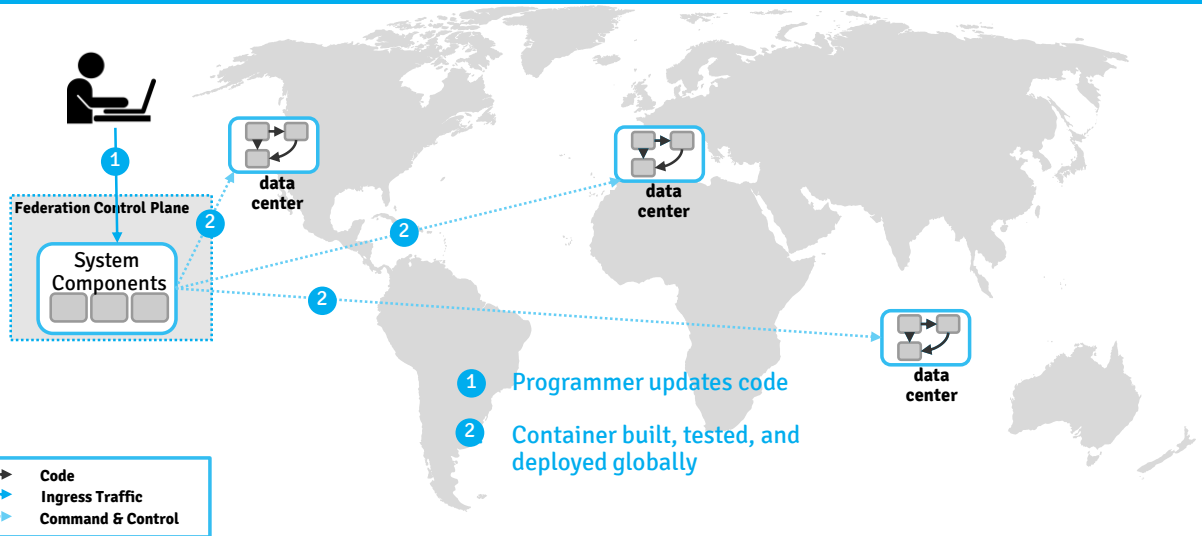 1
data
center
data
center
Federation Control Plane
2
2
System
Components
2
data
center
1 Programmer updates code
2 Container built, tested, and
deployed globally
Code
Ingress Traffic
Command & Control